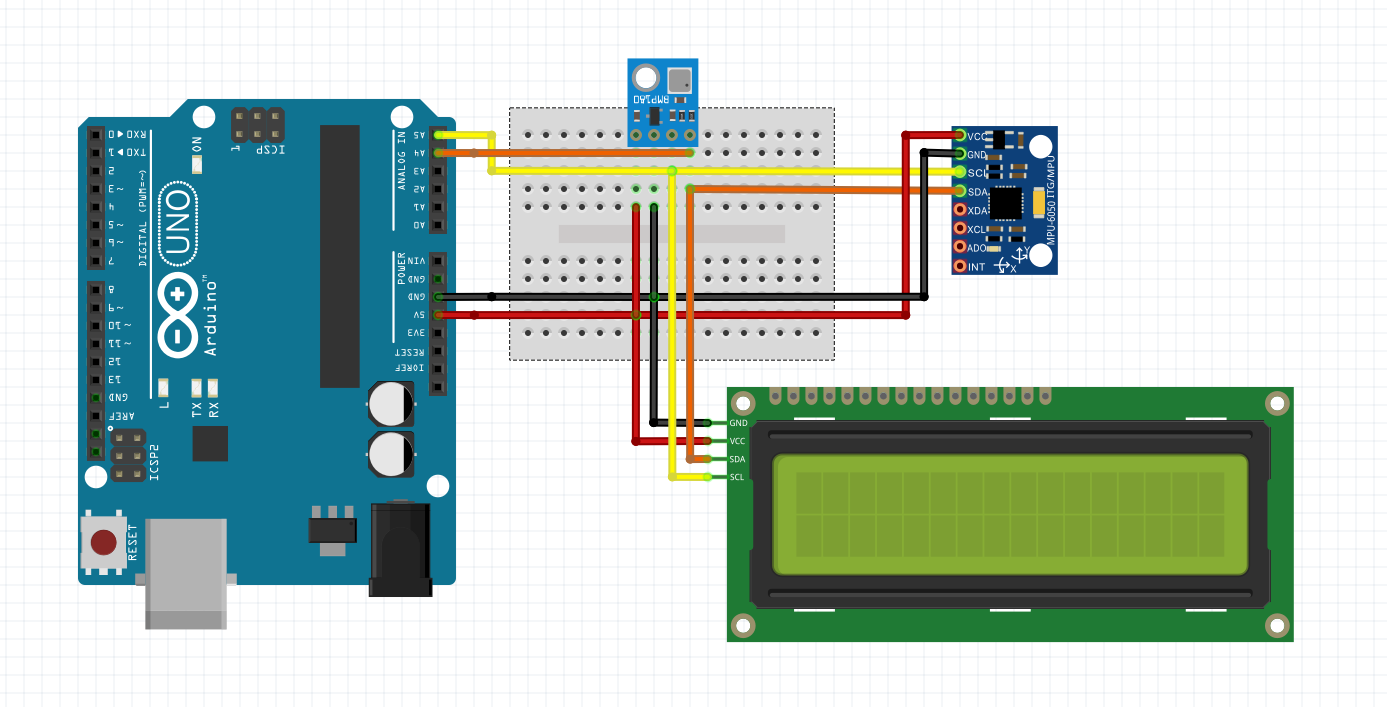 BMP180
ON
1
ICSP
0 ◄ RXD
1 ► TXD
2
3 ~
4
5 ~
6 ~
7
DIGITAL (PWM=~)
8
9 ~
10 ~
11 ~
12
13
GND
AREF
UNO
Arduino™
L
TX
RX
ICSP2
RESET
ANALOG IN
A5
A4
A3
A2
A1
A0
POWER
VIN
GND
GND
5V
3V3
RESET
IOREF
VCC
GND
SCL
SDA
XDA
XCL
ADO
INT
MPU-6050 ITG/MPU
Y
X
GND
VCC
SDA
SCL